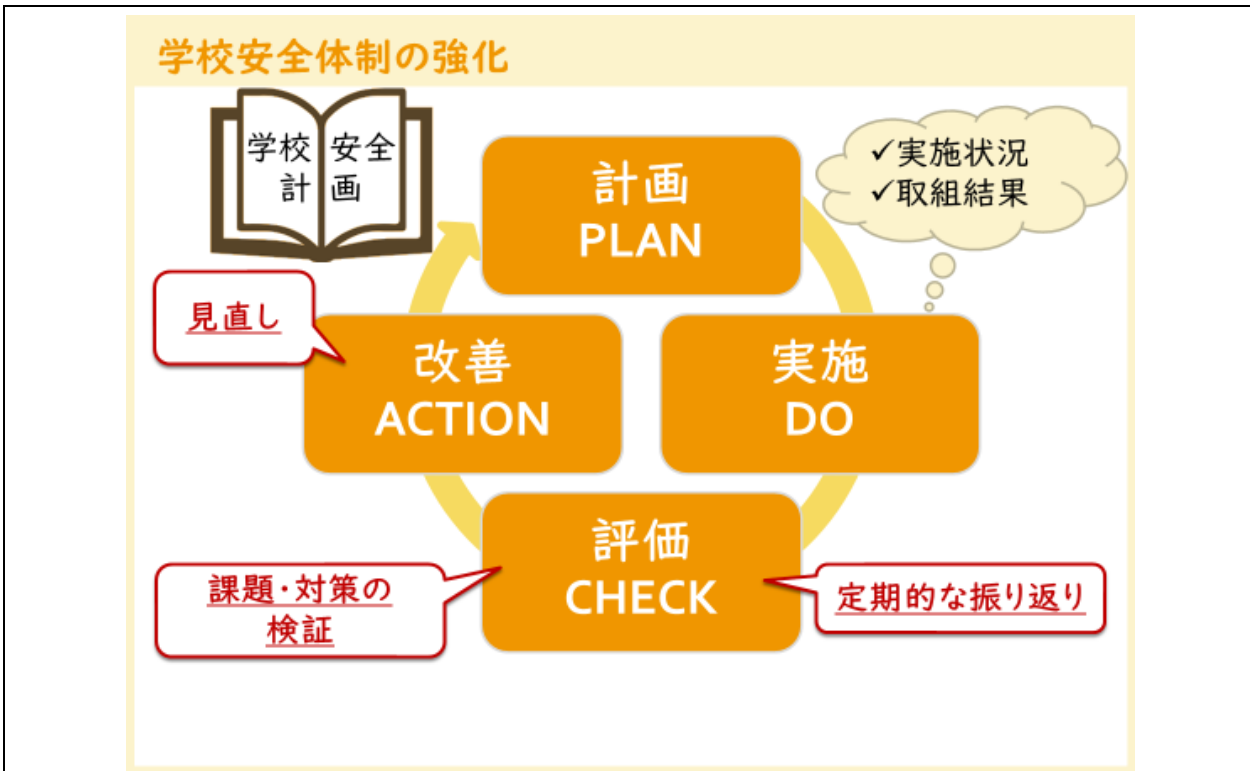 学校安全体制の強化
学校安全
計画
計画
PLAN
✓実施状況
✓取組結果
見直し
改善
ACTION
実施
DO
評価
CHECK
課題・対策の
検証
定期的な振り返り